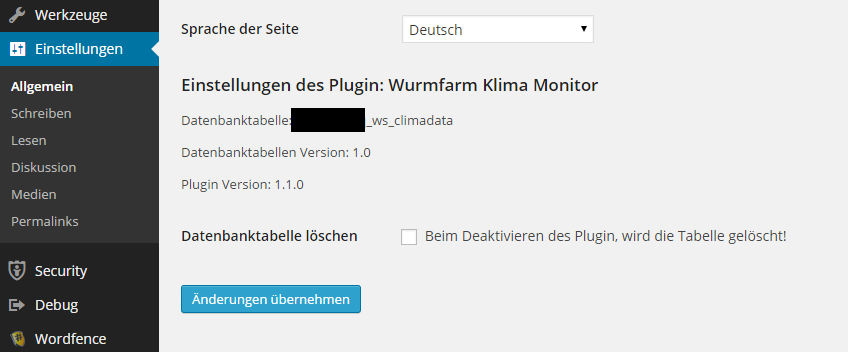 Werkzeuge
Einstellungen
Allgemein
Schreiben
Lesen
Diskussion
Medien
Permalinks
Security
Debug
Wordfence
Sprache der Seite Deutsch
Einstellungen des Plugin: Wurmfarm Klima Monitor
Datenbanktabelle: _ws_climadata
Datenbanktabellen Version: 1.0
Plugin Version: 1.1.0
Datenbanktabelle löschen Beim Deaktivieren des Plugin, wird die Tabelle gelöscht!
Änderungen übernehmen